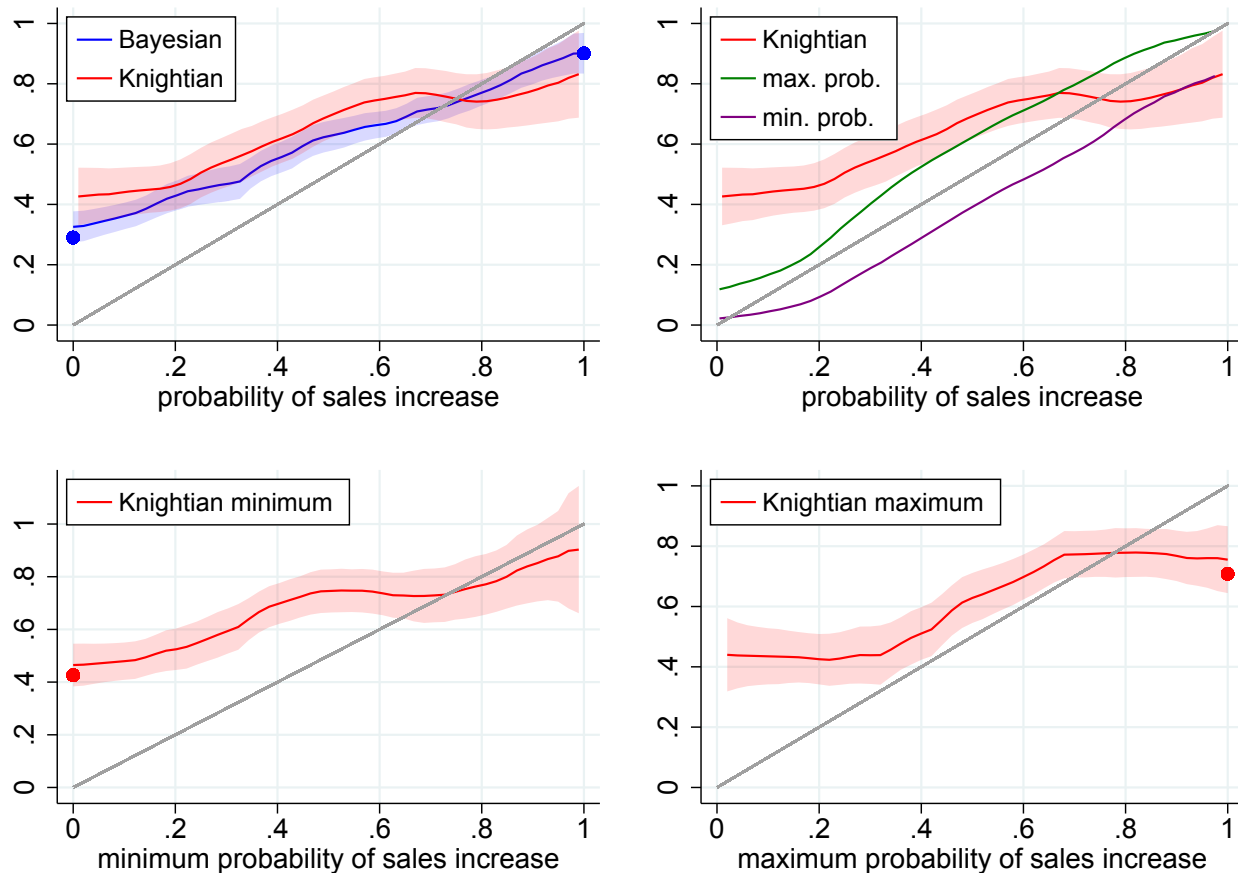 Bayesian
Knightian
0 .2 .4 .6 .8 1
0 .2 .4 .6 .8 1
probability of sales increase
Knightian
max. prob.
min. prob.
0 .2 .4 .6 .8 1
0 .2 .4 .6 .8 1
probability of sales increase
Knightian minimum
0 .2 .4 .6 .8 1
0 .2 .4 .6 .8 1
minimum probability of sales increase
Knightian maximum
0 .2 .4 .6 .8 1
0 .2 .4 .6 .8 1
maximum probability of sales increase